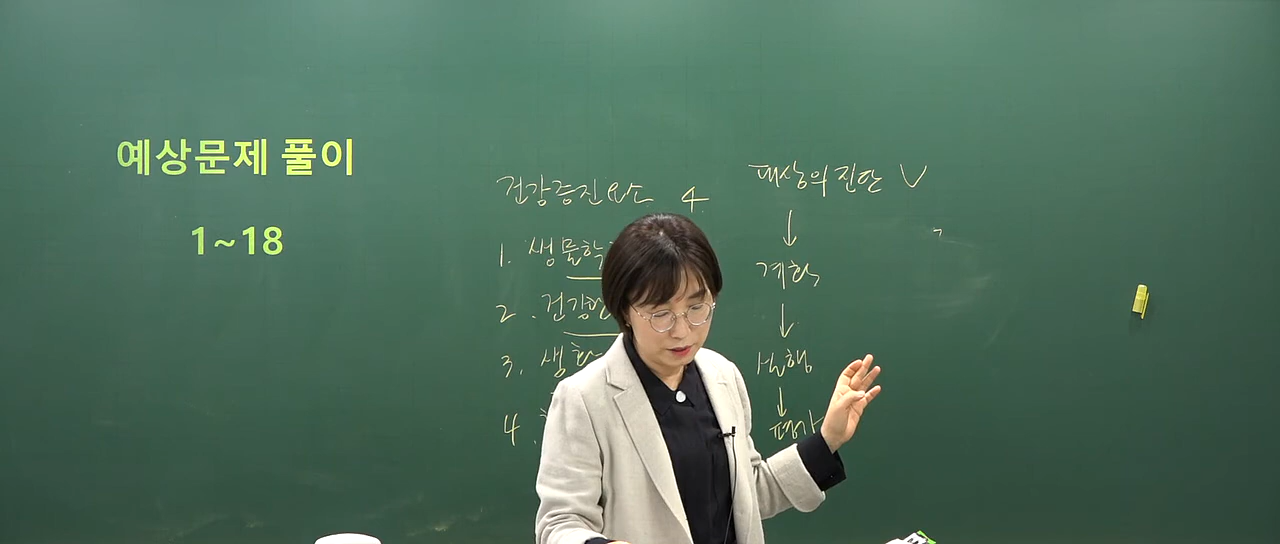 예상문제 풀이
1~18
건강증진요소 4
1. 생물학
2. 건강
3. 생활
4.
대상의 진단 V
↓
계획
↓
실행
↓
평가